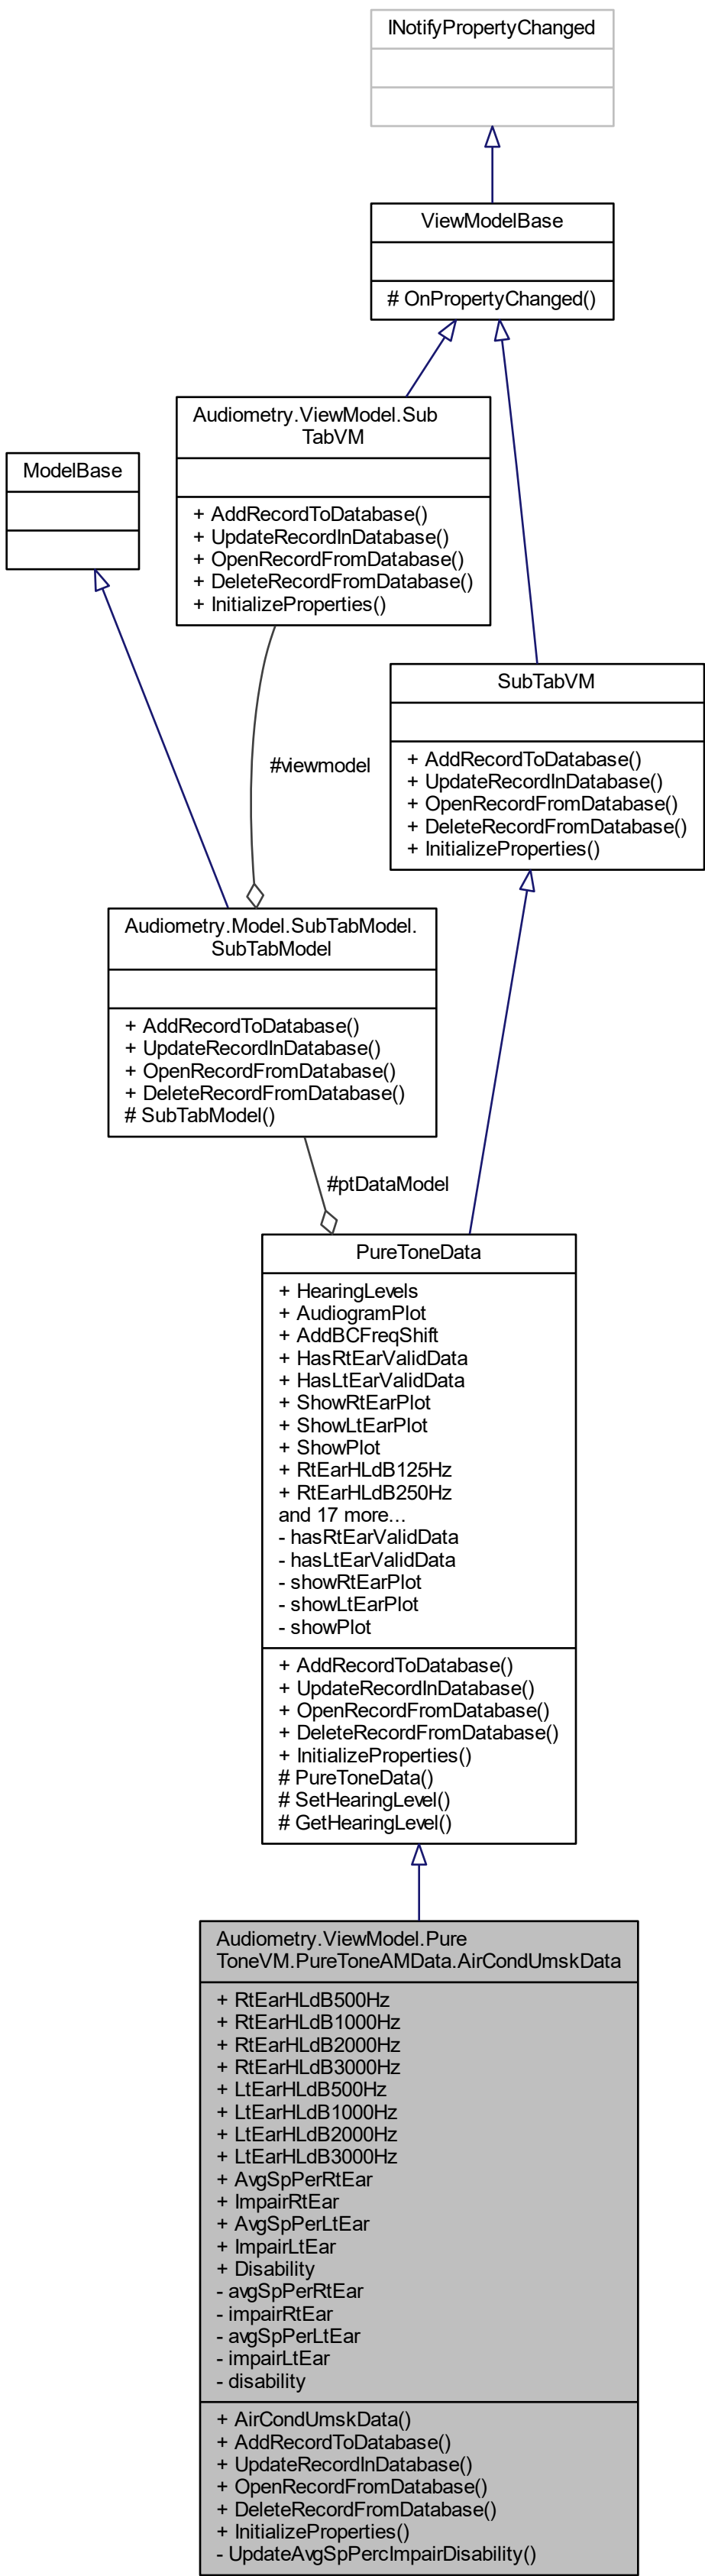 INotifyPropertyChanged
ViewModelBase
# OnPropertyChanged()
Audiometry.ViewModel.Sub
TabVM
+ AddRecordToDatabase()
+ UpdateRecordInDatabase()
+ OpenRecordFromDatabase()
+ DeleteRecordFromDatabase()
+ InitializeProperties()
ModelBase
SubTabVM
+ AddRecordToDatabase()
+ UpdateRecordInDatabase()
+ OpenRecordFromDatabase()
+ DeleteRecordFromDatabase()
+ InitializeProperties()
#viewmodel
Audiometry.Model.SubTabModel.
SubTabModel
+ AddRecordToDatabase()
+ UpdateRecordInDatabase()
+ OpenRecordFromDatabase()
+ DeleteRecordFromDatabase()
# SubTabModel()
#ptDataModel
PureToneData
+ HearingLevels
+ AudiogramPlot
+ AddBCFreqShift
+ HasRtEarValidData
+ HasLtEarValidData
+ ShowRtEarPlot
+ ShowLtEarPlot
+ ShowPlot
+ RtEarHLdB125Hz
+ RtEarHLdB250Hz
and 17 more...
- hasRtEarValidData
- hasLtEarValidData
- showRtEarPlot
- showLtEarPlot
- showPlot
+ AddRecordToDatabase()
+ UpdateRecordInDatabase()
+ OpenRecordFromDatabase()
+ DeleteRecordFromDatabase()
+ InitializeProperties()
# PureToneData()
# SetHearingLevel()
# GetHearingLevel()
Audiometry.ViewModel.Pure
ToneVM.PureToneAMData.AirCondUmskData
+ RtEarHLdB500Hz
+ RtEarHLdB1000Hz
+ RtEarHLdB2000Hz
+ RtEarHLdB3000Hz
+ LtEarHLdB500Hz
+ LtEarHLdB1000Hz
+ LtEarHLdB2000Hz
+ LtEarHLdB3000Hz
+ AvgSpPerRtEar
+ ImpairRtEar
+ AvgSpPerLtEar
+ ImpairLtEar
+ Disability
- avgSpPerRtEar
- impairRtEar
- avgSpPerLtEar
- impairLtEar
- disability
+ AirCondUmskData()
+ AddRecordToDatabase()
+ UpdateRecordInDatabase()
+ OpenRecordFromDatabase()
+ DeleteRecordFromDatabase()
+ InitializeProperties()
- UpdateAvgSpPercImpairDisability()